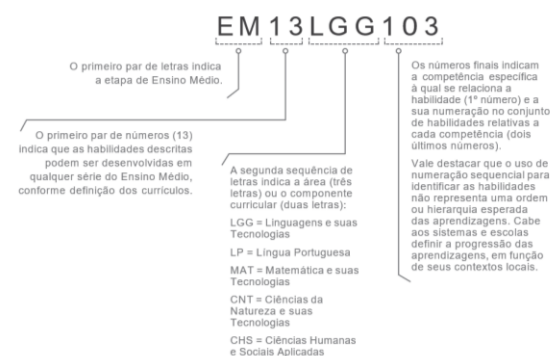 EM13LGG103
O primeiro par de letras indica
a etapa de Ensino Médio.
O primeiro par de números (13)
indica que as habilidades descritas
podem ser desenvolvidas em
qualquer série do Ensino Médio,
conforme definição dos currículos.
A segunda sequência de
letras indica a área (três
letras) ou o componente
curricular (duas letras):
LGG = Linguagens e suas
Tecnologias
LP = Língua Portuguesa
MAT = Matemática e suas
Tecnologias
CNT = Ciências da
Natureza e suas
Tecnologias
CHS = Ciências Humanas
e Sociais Aplicadas
Os números finais indicam
a competência específica
à qual se relaciona a
habilidade (1º número) e a
sua numeração no conjunto
de habilidades relativas a
cada competência (dois
últimos números).
Vale destacar que o uso de
numeração sequencial para
identificar as habilidades
não representa uma ordem
ou hierarquia esperada
das aprendizagens. Cabe
aos sistemas e escolas
definir a progressão das
aprendizagens, em função
de seus contextos locais.